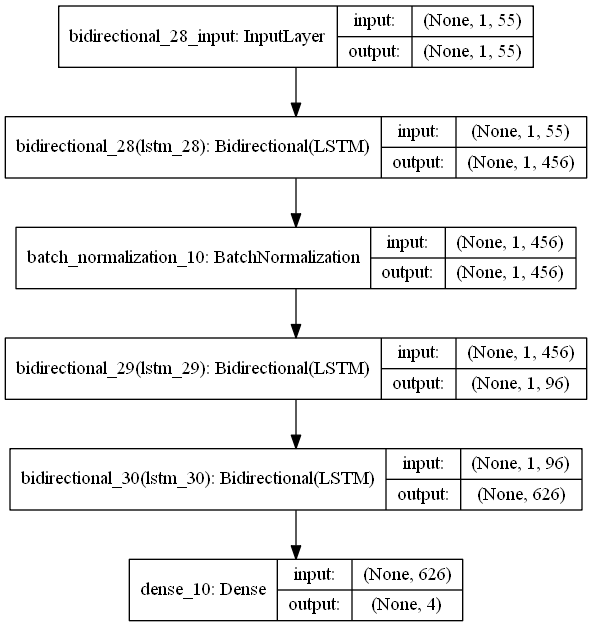 bidirectional_28_input: InputLayer
input: (None, 1, 55)
output: (None, 1, 55)
bidirectional_28(lstm_28): Bidirectional(LSTM)
input: (None, 1, 55)
output: (None, 1, 456)
batch_normalization_10: BatchNormalization
input: (None, 1, 456)
output: (None, 1, 456)
bidirectional_29(lstm_29): Bidirectional(LSTM)
input: (None, 1, 456)
output: (None, 1, 96)
bidirectional_30(lstm_30): Bidirectional(LSTM)
input: (None, 1, 96)
output: (None, 626)
dense_10: Dense
input: (None, 626)
output: (None, 4)